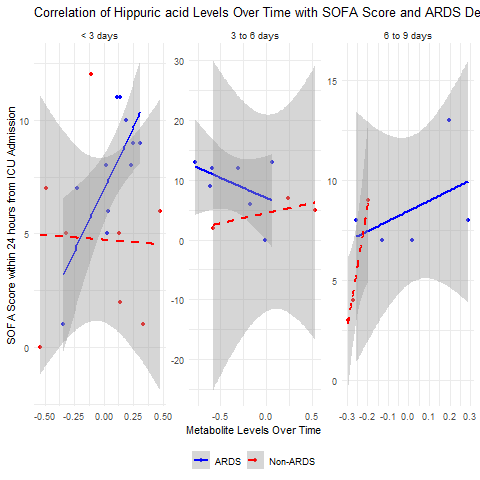 Correlation of Hippuric acid Levels Over Time with SOFA Score and ARDS De
< 3 days
3 to 6 days
6 to 9 days
SOFA Score within 24 hours from ICU Admission
10
5
0
30
20
10
0
-10
-20
15
10
5
0
-0.50 -0.25 0.00 0.25 0.50
-0.5 0.0 0.5
-0.3 -0.2 -0.1 0.0 0.1 0.2 0.3
Metabolite Levels Over Time
ARDS Non-ARDS